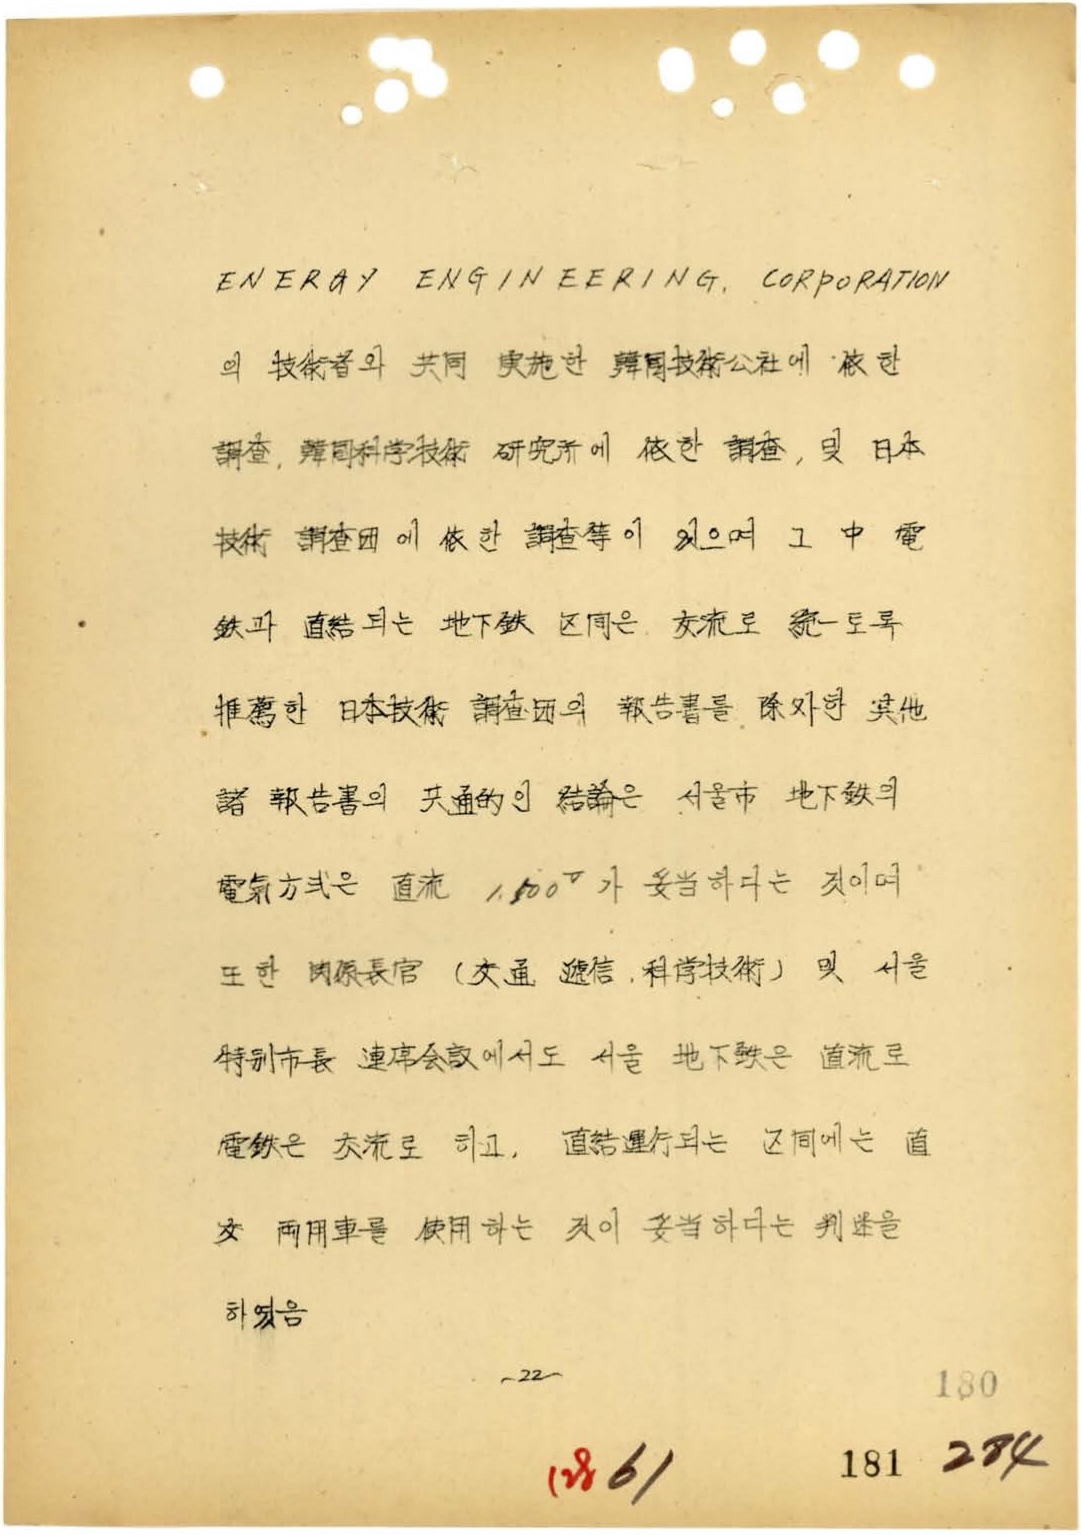 ENERGY ENGINEERING. CORPORATION
의 技術者와 共同 実施한 韓国技術公社에 依한
調査, 韓国科学技術 研究所에 依한 調査, 및 日本
技術 調査団에 依한 調査等이 있으며 그 中 電
鉄과 直結되는 地下鉄 区间은 交流로 統一토록
推薦한 日本技術 調査団의 報告書를 除外한 其他
諸 報告書의 共通的인 結論은 서울市 地下鉄의
電氣方式은 直流 1.500V가 妥当하다는 것이며
또한 関係長官 (交通 遞信, 科学技術) 및 서울
特別市長 連席会議에서도 서울 地下鉄은 直流로
電鉄은 交流로 하고, 直結運行되는 区间에는 直
交 両用車를 使用하는 것이 妥当하다는 判断을
하였음
-22-
180
128 61 181 284